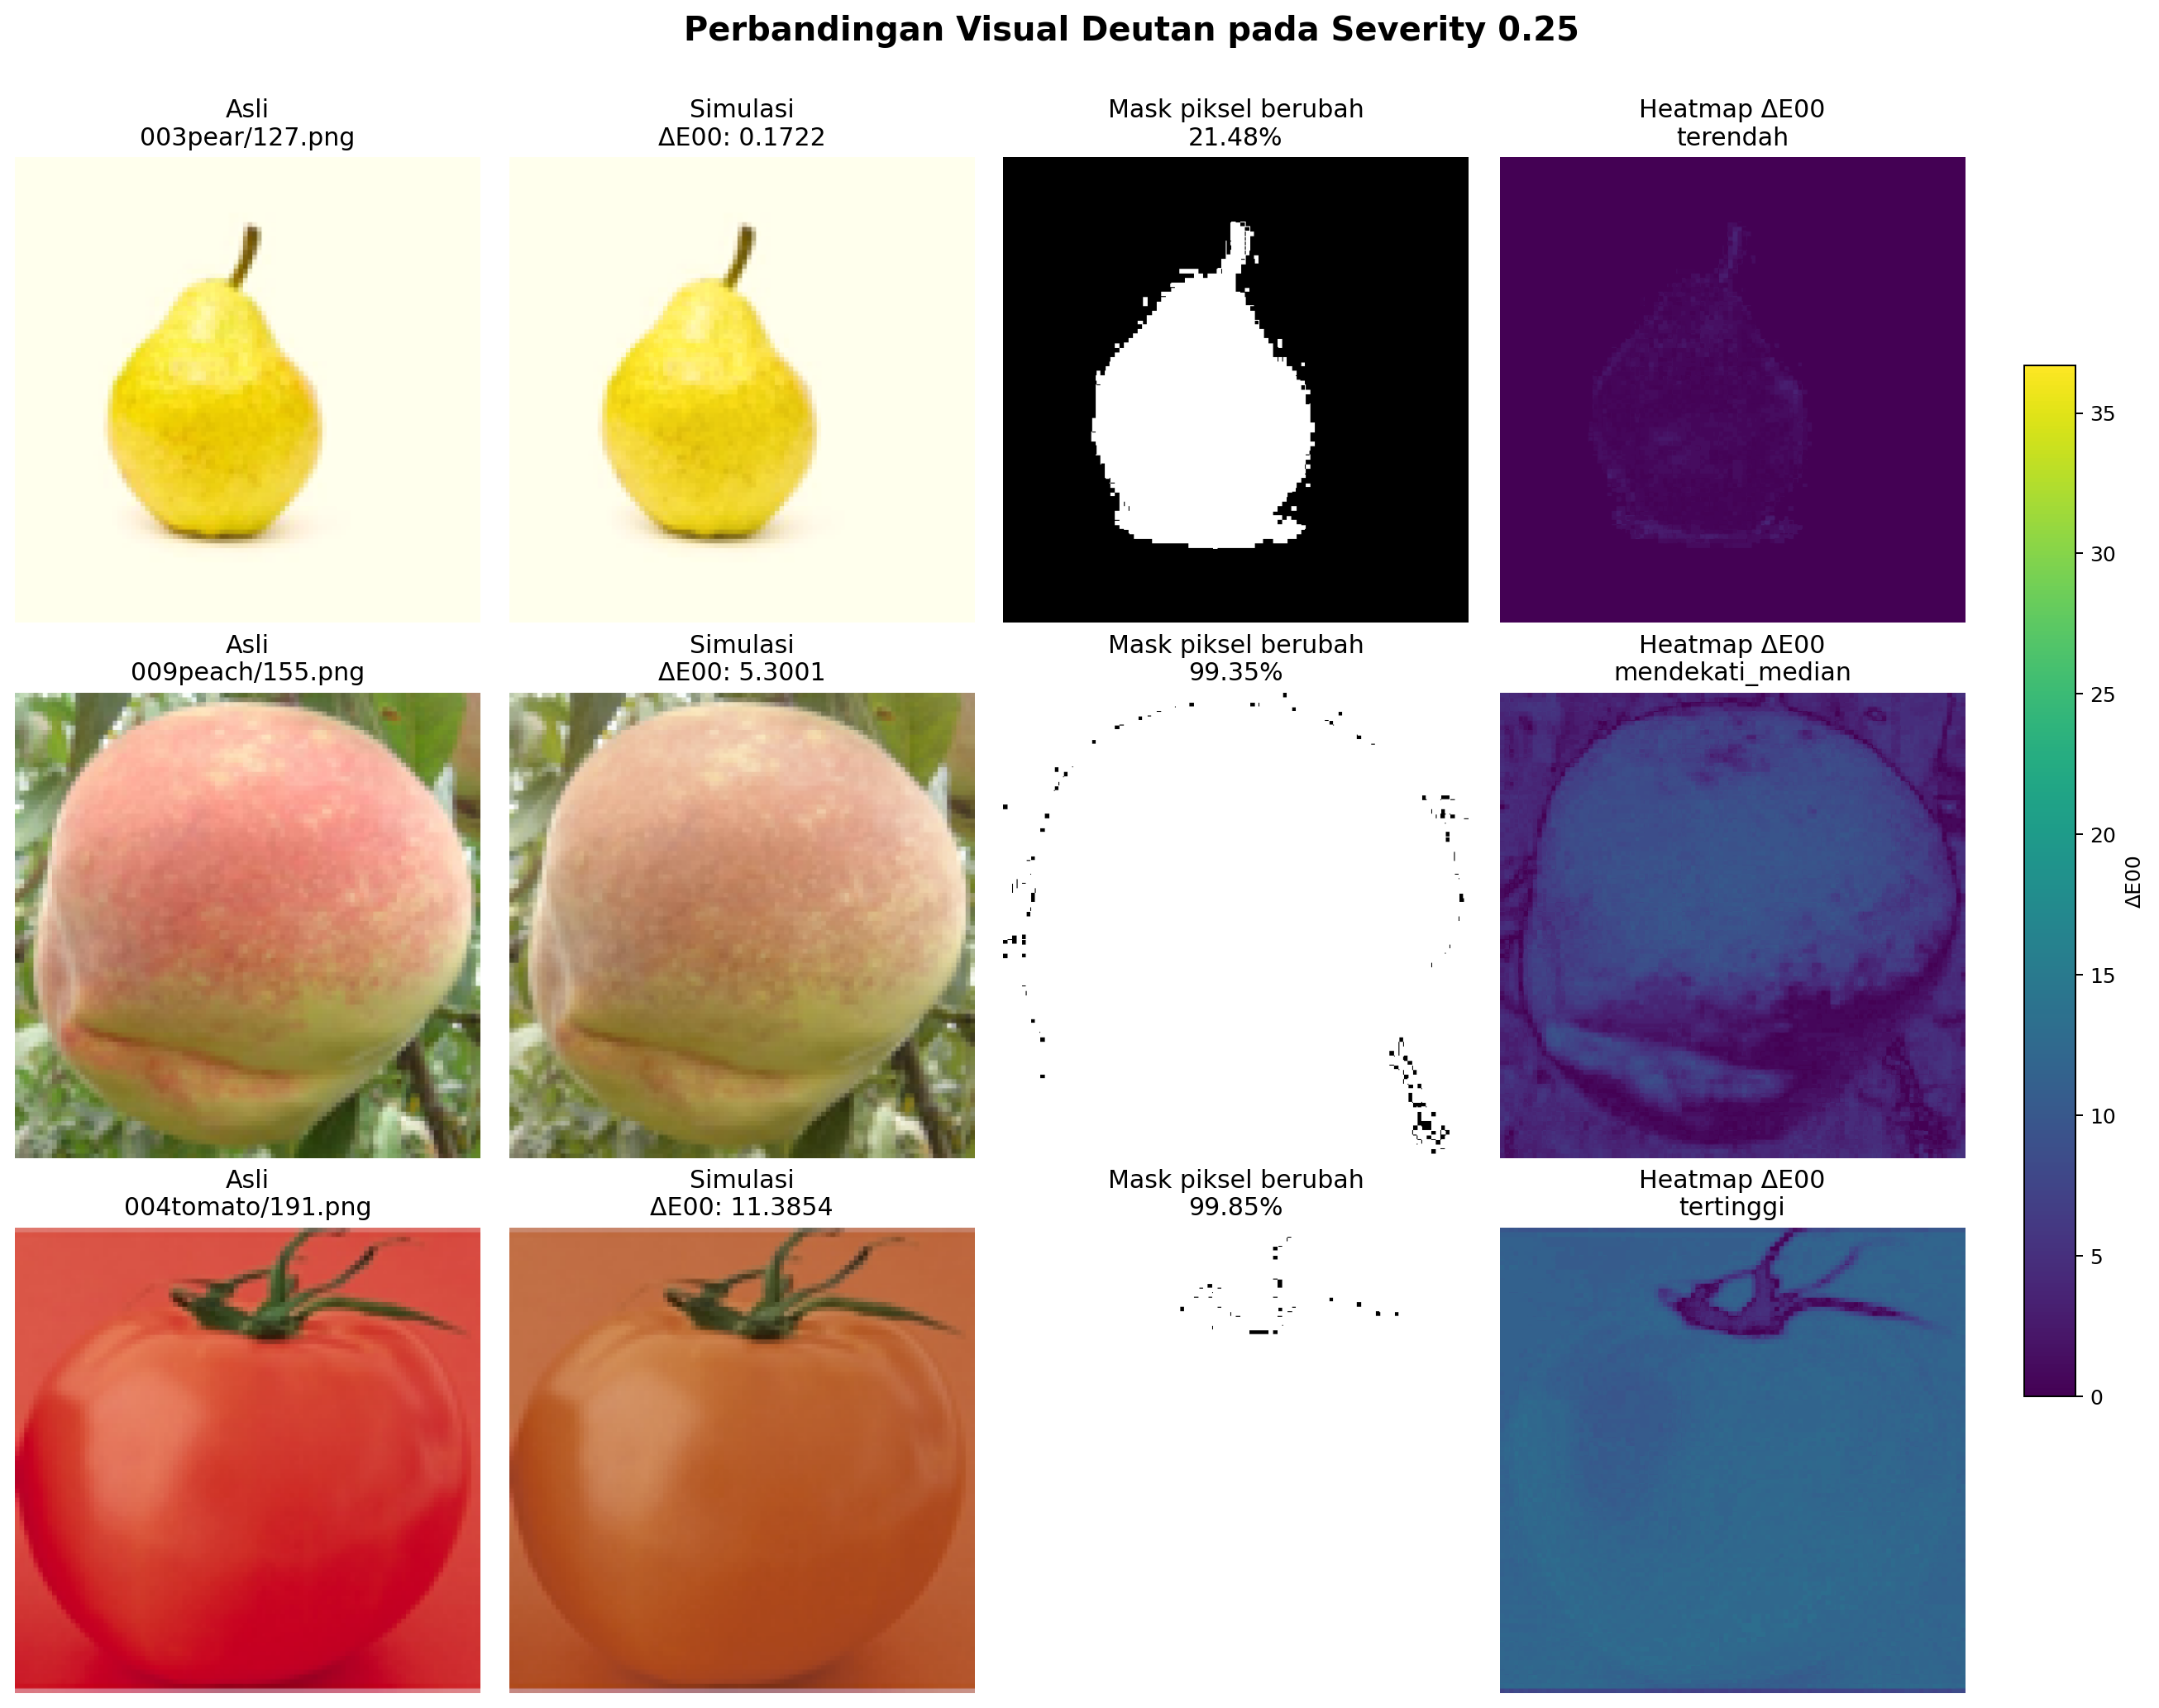 Perbandingan Visual Deutan pada Severity 0.25
Asli
003pear/127.png
Simulasi
ΔE00: 0.1722
Mask piksel berubah
21.48%
Heatmap ΔE00
terendah
Asli
009peach/155.png
Simulasi
ΔE00: 5.3001
Mask piksel berubah
99.35%
Heatmap ΔE00
mendekati_median
Asli
004tomato/191.png
Simulasi
ΔE00: 11.3854
Mask piksel berubah
99.85%
Heatmap ΔE00
tertinggi
35
30
25
20
15
10
5
0
ΔE00